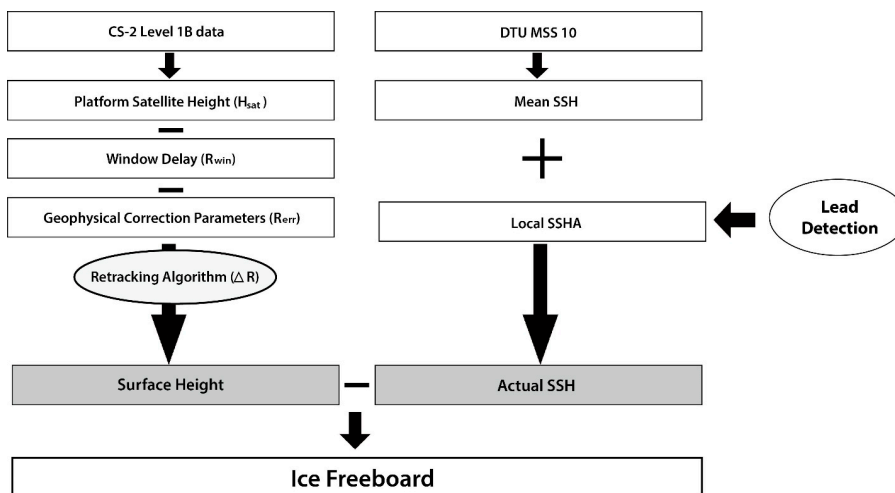 CS-2 Level 1B data
Platform Satellite Height (Hsat)
Window Delay (Rwin)
Geophysical Correction Parameters (Rerr)
Retracking Algorithm (△ R)
Surface Height
DTU MSS 10
Mean SSH
+
Local SSHA
Lead
Detection
Actual SSH
Ice Freeboard